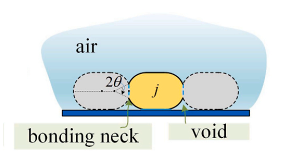 air
2θ
j
bonding neck
void